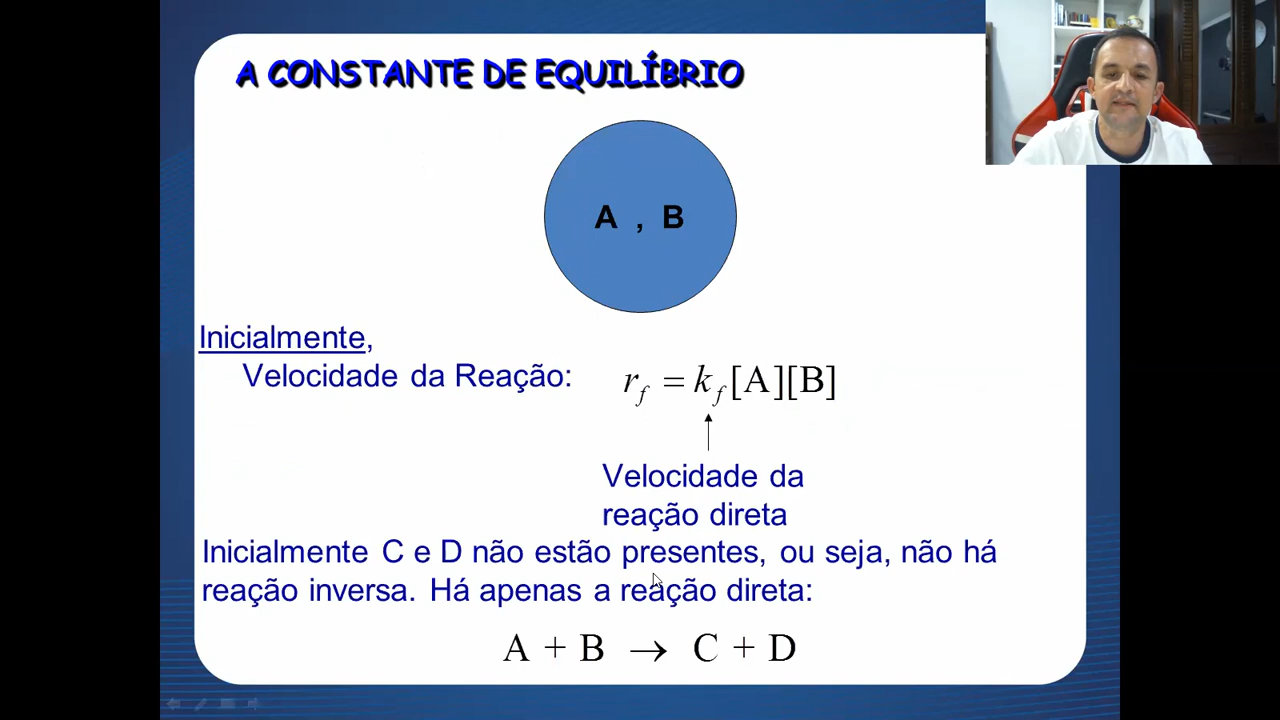 A CONSTANTE DE EQUILÍBRIO
A , B
Inicialmente,
Velocidade da Reação: r_f = k_f [A][B]
Velocidade da
reação direta
Inicialmente C e D não estão presentes, ou seja, não há
reação inversa. Há apenas a reação direta:
A + B → C + D